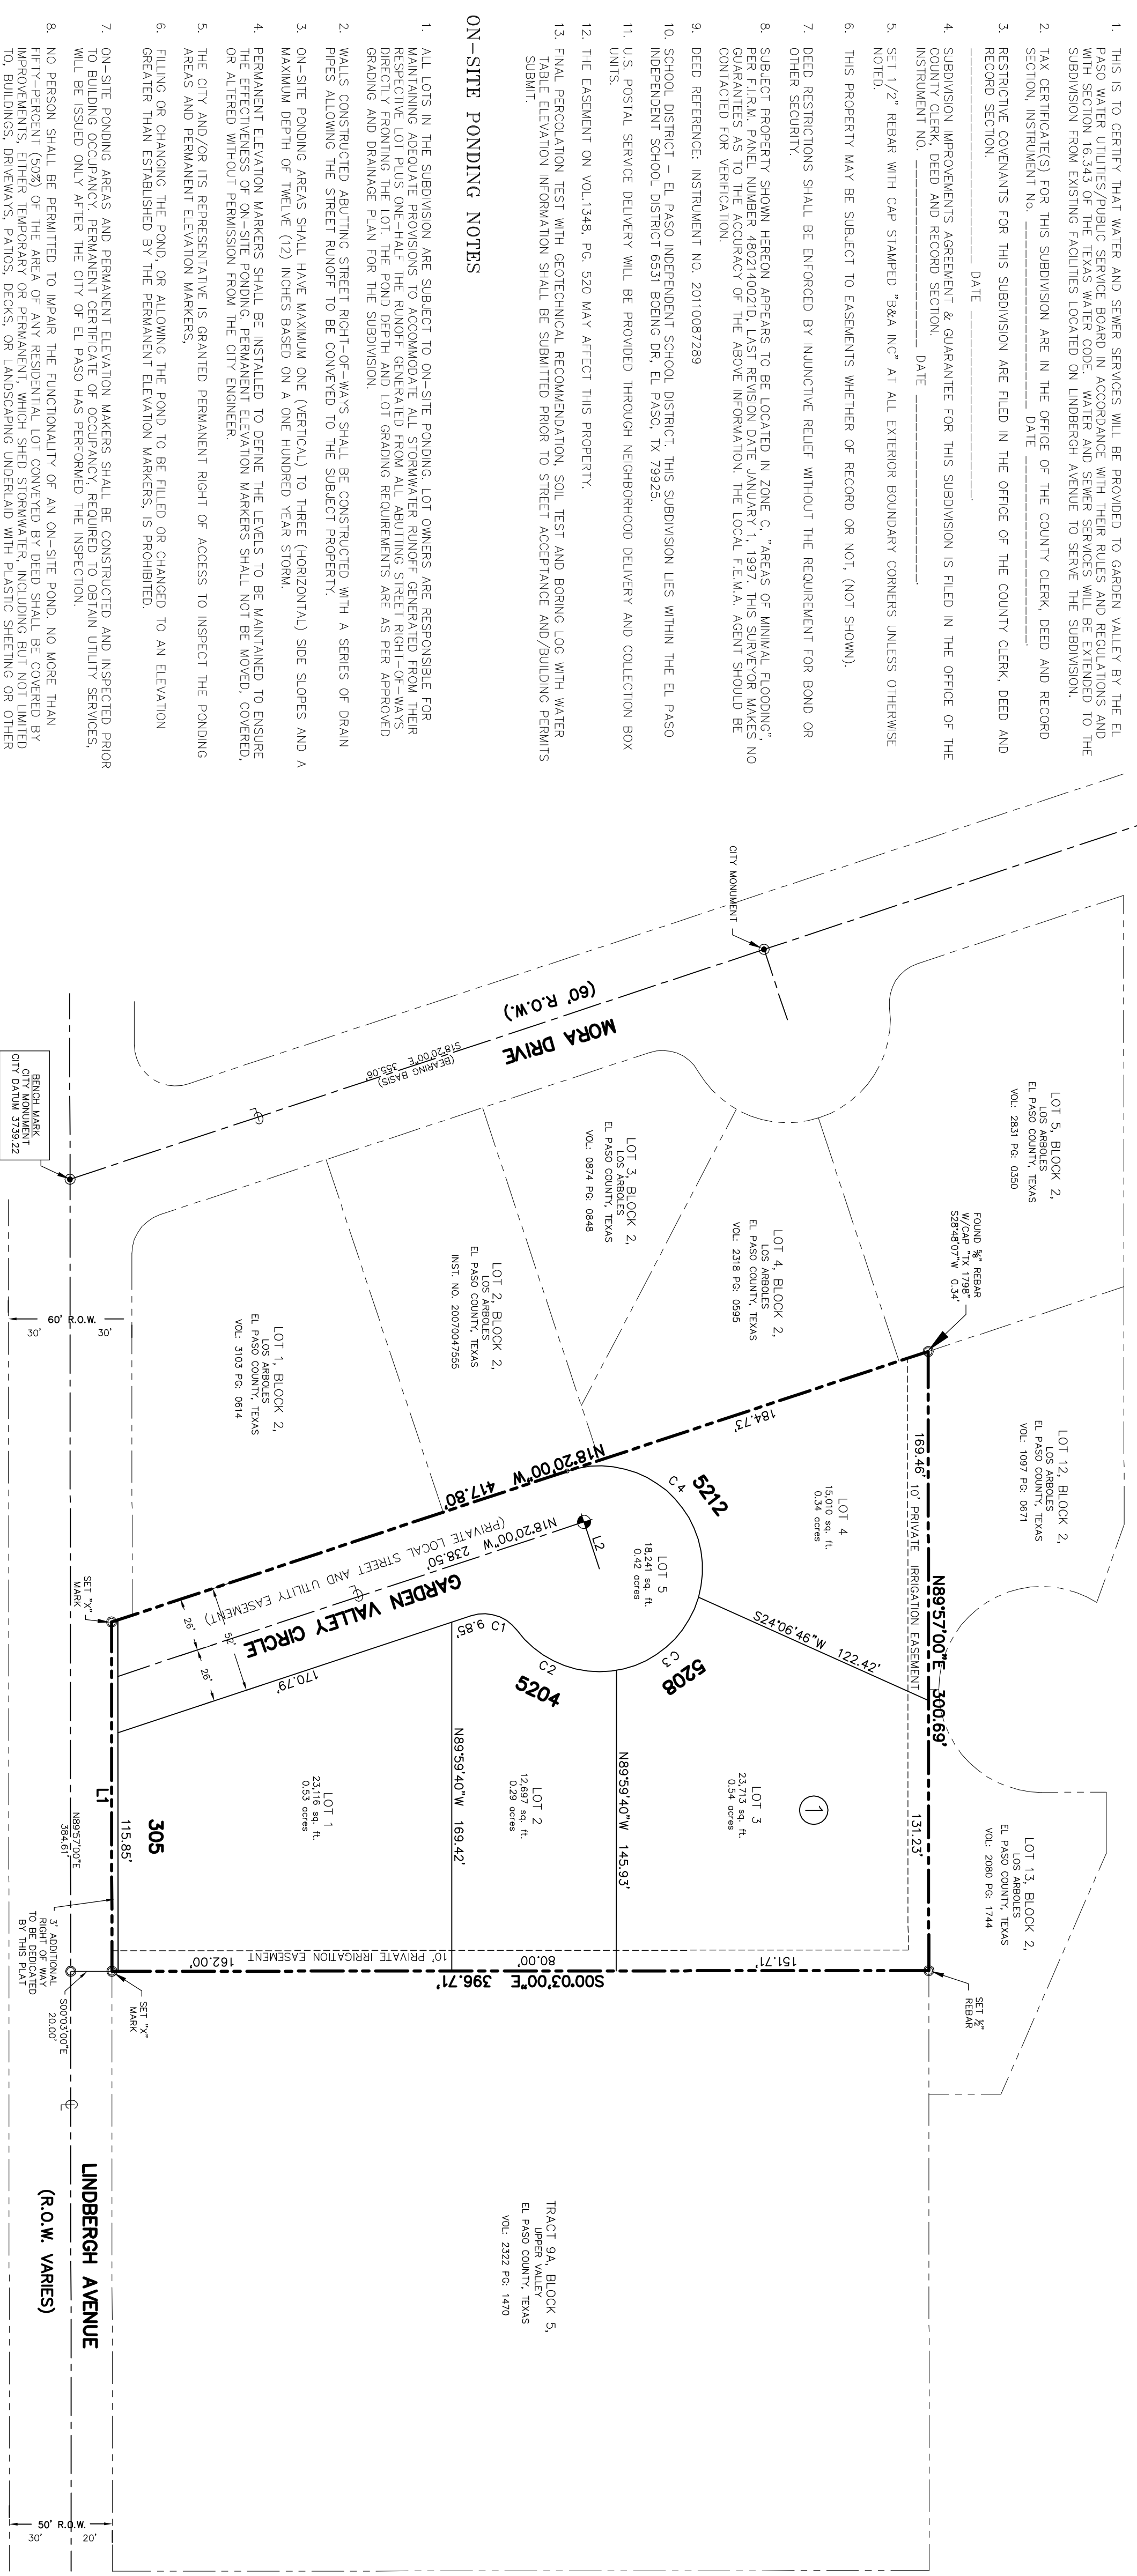 1. THIS IS TO CERTIFY THAT WATER AND SEWER SERVICES WILL BE PROVIDED TO GARDEN VALLEY BY THE EL
PASO WATER UTILITIES/PUBLIC SERVICE BOARD IN ACCORDANCE WITH THEIR RULES AND REGULATIONS AND
WITH SECTION 16.343 OF THE TEXAS WATER CODE. WATER AND SEWER SERVICES WILL BE EXTENDED TO THE
SUBDIVISION FROM EXISTING FACILITIES LOCATED ON LINDBERGH AVENUE TO SERVE THE SUBDIVISION.
2. TAX CERTIFICATE(S) FOR THIS SUBDIVISION ARE IN THE OFFICE OF THE COUNTY CLERK, DEED AND RECORD
SECTION, INSTRUMENT No. ____________ DATE ____________.
3. RESTRICTIVE COVENANTS FOR THIS SUBDIVISION ARE FILED IN THE OFFICE OF THE COUNTY CLERK, DEED AND
RECORD SECTION.
____________ DATE ____________.
4. SUBDIVISION IMPROVEMENTS AGREEMENT & GUARANTEE FOR THIS SUBDIVISION IS FILED IN THE OFFICE OF THE
COUNTY CLERK, DEED AND RECORD SECTION.
INSTRUMENT NO. ____________ DATE ____________.
5. SET 1/2" REBAR WITH CAP STAMPED "B&A INC" AT ALL EXTERIOR BOUNDARY CORNERS UNLESS OTHERWISE
NOTED.
6. THIS PROPERTY MAY BE SUBJECT TO EASEMENTS WHETHER OF RECORD OR NOT, (NOT SHOWN).
7. DEED RESTRICTIONS SHALL BE ENFORCED BY INJUNCTIVE RELIEF WITHOUT THE REQUIREMENT FOR BOND OR
OTHER SECURITY.
8. SUBJECT PROPERTY SHOWN HEREON APPEARS TO BE LOCATED IN ZONE C, "AREAS OF MINIMAL FLOODING",
PER F.I.R.M. PANEL NUMBER 4802140021D, LAST REVISION DATE JANUARY 1, 1997. THIS SURVEYOR MAKES NO
GUARANTEES AS TO THE ACCURACY OF THE ABOVE INFORMATION. THE LOCAL F.E.M.A. AGENT SHOULD BE
CONTACTED FOR VERIFICATION.
9. DEED REFERENCE: INSTRUMENT NO. 20110087289
10. SCHOOL DISTRICT - EL PASO INDEPENDENT SCHOOL DISTRICT. THIS SUBDIVISION LIES WITHIN THE EL PASO
INDEPENDENT SCHOOL DISTRICT 6531 BOEING DR, EL PASO, TX 79925.
11. U.S. POSTAL SERVICE DELIVERY WILL BE PROVIDED THROUGH NEIGHBORHOOD DELIVERY AND COLLECTION BOX
UNITS.
12. THE EASEMENT ON VOL.1348, PG. 520 MAY AFFECT THIS PROPERTY.
13. FINAL PERCOLATION TEST WITH GEOTECHNICAL RECOMMENDATION, SOIL TEST AND BORING LOG WITH WATER
TABLE ELEVATION INFORMATION SHALL BE SUBMITTED PRIOR TO STREET ACCEPTANCE AND/BUILDING PERMITS
SUBMIT.
ON-SITE PONDING NOTES
1. ALL LOTS IN THE SUBDIVISION ARE SUBJECT TO ON-SITE PONDING. LOT OWNERS ARE RESPONSIBLE FOR
MAINTAINING ADEQUATE PROVISIONS TO ACCOMMODATE ALL STORMWATER RUNOFF GENERATED FROM THEIR
RESPECTIVE LOT PLUS ONE-HALF THE RUNOFF GENERATED FROM ALL ABUTTING STREET RIGHT-OF-WAYS
DIRECTLY FRONTING THE LOT. THE POND DEPTH AND LOT GRADING REQUIREMENTS ARE AS PER APPROVED
GRADING AND DRAINAGE PLAN FOR THE SUBDIVISION.
2. WALLS CONSTRUCTED ABUTTING STREET RIGHT-OF-WAYS SHALL BE CONSTRUCTED WITH A SERIES OF DRAIN
PIPES ALLOWING THE STREET RUNOFF TO BE CONVEYED TO THE SUBJECT PROPERTY.
3. ON-SITE PONDING AREAS SHALL HAVE MAXIMUM ONE (VERTICAL) TO THREE (HORIZONTAL) SIDE SLOPES AND A
MAXIMUM DEPTH OF TWELVE (12) INCHES BASED ON A ONE HUNDRED YEAR STORM.
4. PERMANENT ELEVATION MARKERS SHALL BE INSTALLED TO DEFINE THE LEVELS TO BE MAINTAINED TO ENSURE
THE EFFECTIVENESS OF ON-SITE PONDING, PERMANENT ELEVATION MARKERS SHALL NOT BE MOVED, COVERED,
OR ALTERED WITHOUT PERMISSION FROM THE CITY ENGINEER.
5. THE CITY AND/OR ITS REPRESENTATIVE IS GRANTED PERMANENT RIGHT OF ACCESS TO INSPECT THE PONDING
AREAS AND PERMANENT ELEVATION MARKERS,
6. FILLING OR CHANGING THE POND, OR ALLOWING THE POND TO BE FILLED OR CHANGED TO AN ELEVATION
GREATER THAN ESTABLISHED BY THE PERMANENT ELEVATION MARKERS, IS PROHIBITED.
7. ON-SITE PONDING AREAS AND PERMANENT ELEVATION MAKERS SHALL BE CONSTRUCTED AND INSPECTED PRIOR
TO BUILDING OCCUPANCY. PERMANENT CERTIFICATE OF OCCUPANCY, REQUIRED TO OBTAIN UTILITY SERVICES,
WILL BE ISSUED ONLY AFTER THE CITY OF EL PASO HAS PERFORMED THE INSPECTION.
8. NO PERSON SHALL BE PERMITTED TO IMPAIR THE FUNCTIONALITY OF AN ON-SITE POND. NO MORE THAN
FIFTY-PERCENT (50%) OF THE AREA OF ANY RESIDENTIAL LOT CONVEYED BY DEED SHALL BE COVERED BY
IMPROVEMENTS, EITHER TEMPORARY OR PERMANENT, WHICH SHED STORMWATER, INCLUDING BUT NOT LIMITED
TO, BUILDINGS, DRIVEWAYS, PATIOS, DECKS, OR LANDSCAPING UNDERLAID WITH PLASTIC SHEETING OR OTHER
CITY MONUMENT
MORA DRIVE
(60' R.O.W.)
(BEARING BASIS)
S18°20'00"E 355.06'
BENCH MARK
CITY MONUMENT
CITY DATUM 3739.22
LOT 5, BLOCK 2,
LOS ARBOLES
EL PASO COUNTY, TEXAS
VOL: 2831 PG: 0350
FOUND ⅝" REBAR
W/CAP "TX 1798"
S28°48'07"W 0.34'
LOT 4, BLOCK 2,
LOS ARBOLES
EL PASO COUNTY, TEXAS
VOL: 2318 PG: 0595
LOT 3, BLOCK 2,
LOS ARBOLES
EL PASO COUNTY, TEXAS
VOL: 0874 PG: 0848
LOT 2, BLOCK 2,
LOS ARBOLES
EL PASO COUNTY, TEXAS
INST. NO. 20070047555
LOT 1, BLOCK 2,
LOS ARBOLES
EL PASO COUNTY, TEXAS
VOL: 3103 PG: 0614
60' R.O.W.
30'
30'
LOT 12, BLOCK 2,
LOS ARBOLES
EL PASO COUNTY, TEXAS
VOL: 1097 PG: 0671
LOT 13, BLOCK 2,
LOS ARBOLES
EL PASO COUNTY, TEXAS
VOL: 2080 PG: 1744
N89°57'00"E 300.69'
169.46'
131.23'
10' PRIVATE IRRIGATION EASEMENT
184.73'
N18°20'00"W 417.80'
LOT 4
15,010 sq. ft.
0.34 acres
5212
C4
LOT 5
18,241 sq. ft.
0.42 acres
L2
S24°06'46"W 122.42'
C3
5208
C2
5204
C1
9.85'
N18°20'00"W 238.50'
(PRIVATE LOCAL STREET AND UTILITY EASEMENT)
GARDEN VALLEY CIRCLE
52'
26'
26'
170.79'
1
LOT 3
23,713 sq. ft.
0.54 acres
N89°59'40"W 145.93'
LOT 2
12,697 sq. ft.
0.29 acres
N89°59'40"W 169.42'
LOT 1
23,116 sq. ft.
0.53 acres
305
115.85'
L1
SET "X"
MARK
SET ½"
REBAR
151.71'
80.00'
162.00'
S00°03'00"E 396.71'
10' PRIVATE IRRIGATION EASEMENT
SET "X"
MARK
N89°57'00"E
384.61'
3' ADDITIONAL
RIGHT OF WAY
TO BE DEDICATED
BY THIS PLAT
S00°03'00"E
20.00'
TRACT 9A, BLOCK 5,
UPPER VALLEY
EL PASO COUNTY, TEXAS
VOL: 2322 PG: 1470
LINDBERGH AVENUE
(R.O.W. VARIES)
50' R.O.W.
20'
30'